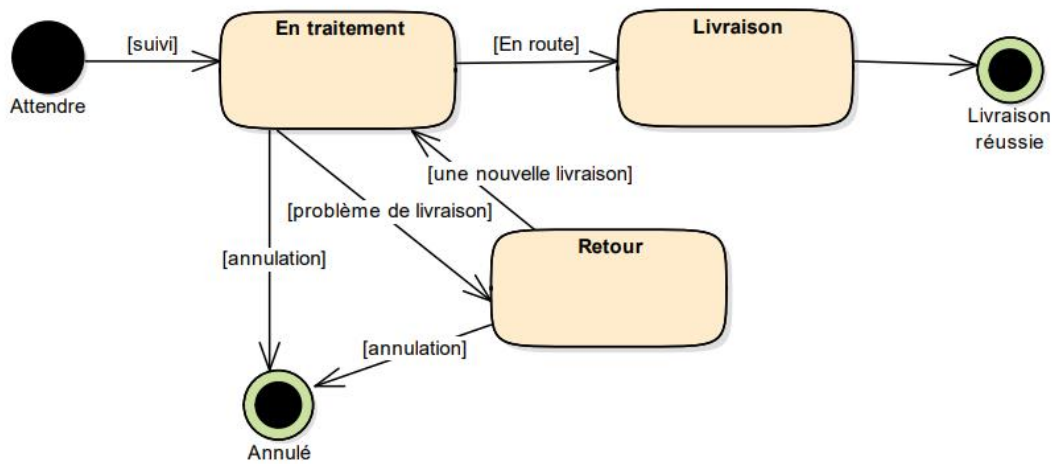 En traitement
Livraison
[suivi]
[En route]
Attendre
Livraison
réussie
[une nouvelle livraison]
[problème de livraison]
Retour
[annulation]
[annulation]
Annulé